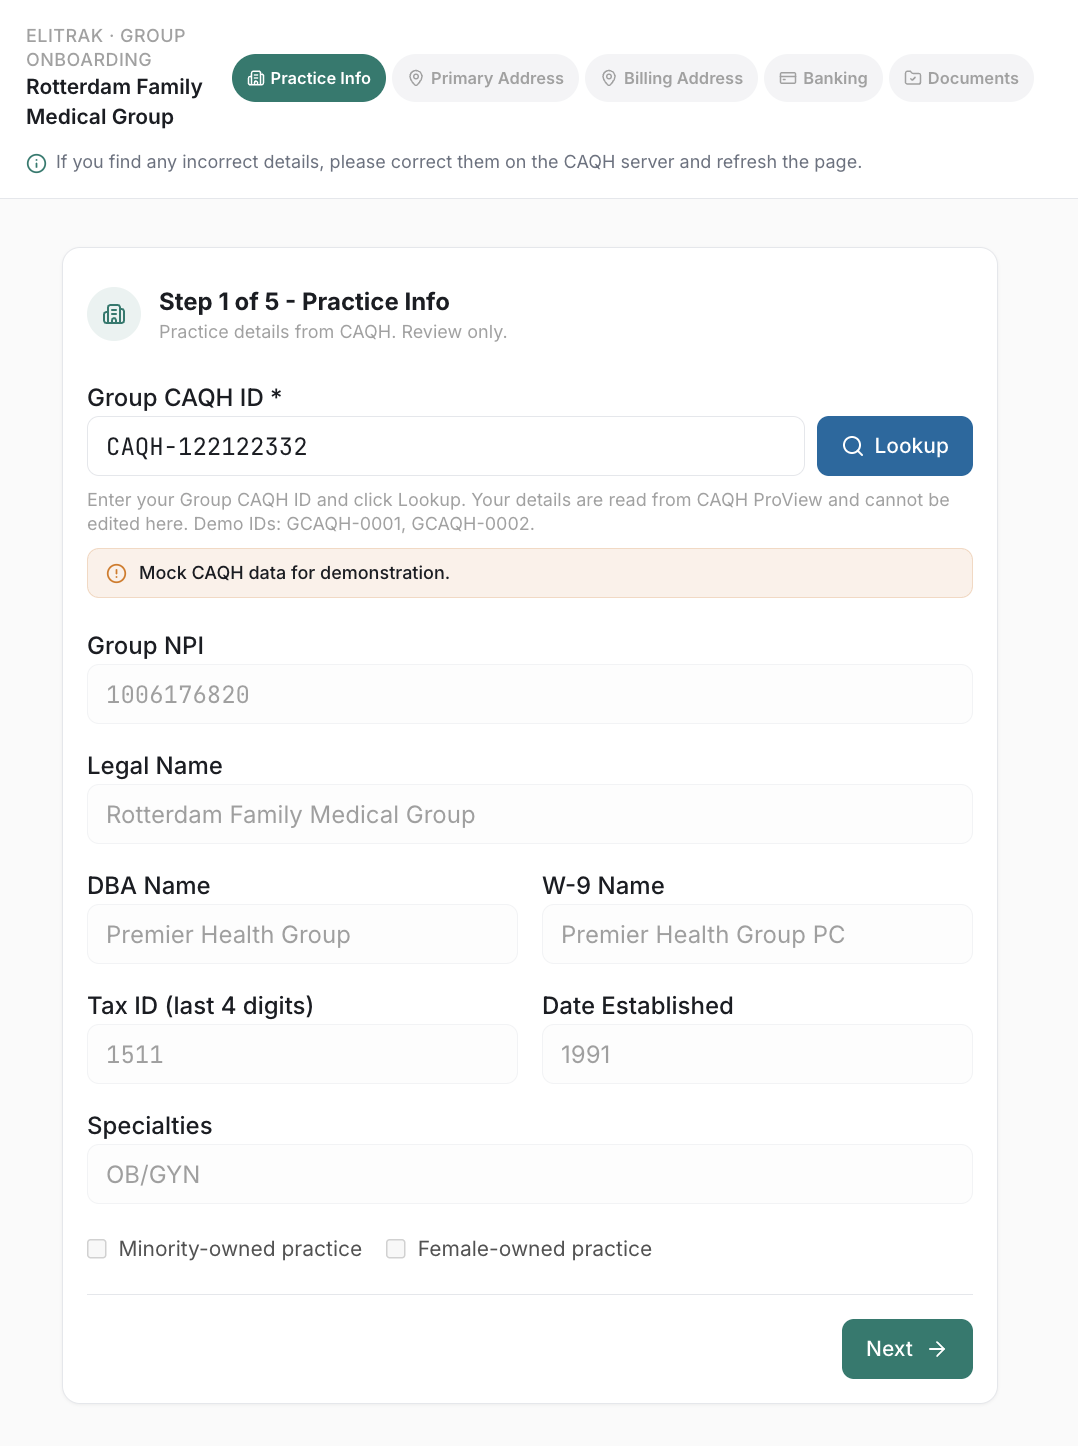 ELITRAK · GROUP
ONBOARDING
Rotterdam Family
Medical Group
Practice Info
Primary Address
Billing Address
Banking
Documents
If you find any incorrect details, please correct them on the CAQH server and refresh the page.
Step 1 of 5 - Practice Info
Practice details from CAQH. Review only.
Group CAQH ID *
CAQH-122122332
Lookup
Enter your Group CAQH ID and click Lookup. Your details are read from CAQH ProView and cannot be
edited here. Demo IDs: GCAQH-0001, GCAQH-0002.
Mock CAQH data for demonstration.
Group NPI
1006176820
Legal Name
Rotterdam Family Medical Group
DBA Name
Premier Health Group
W-9 Name
Premier Health Group PC
Tax ID (last 4 digits)
1511
Date Established
1991
Specialties
OB/GYN
Minority-owned practice
Female-owned practice
Next